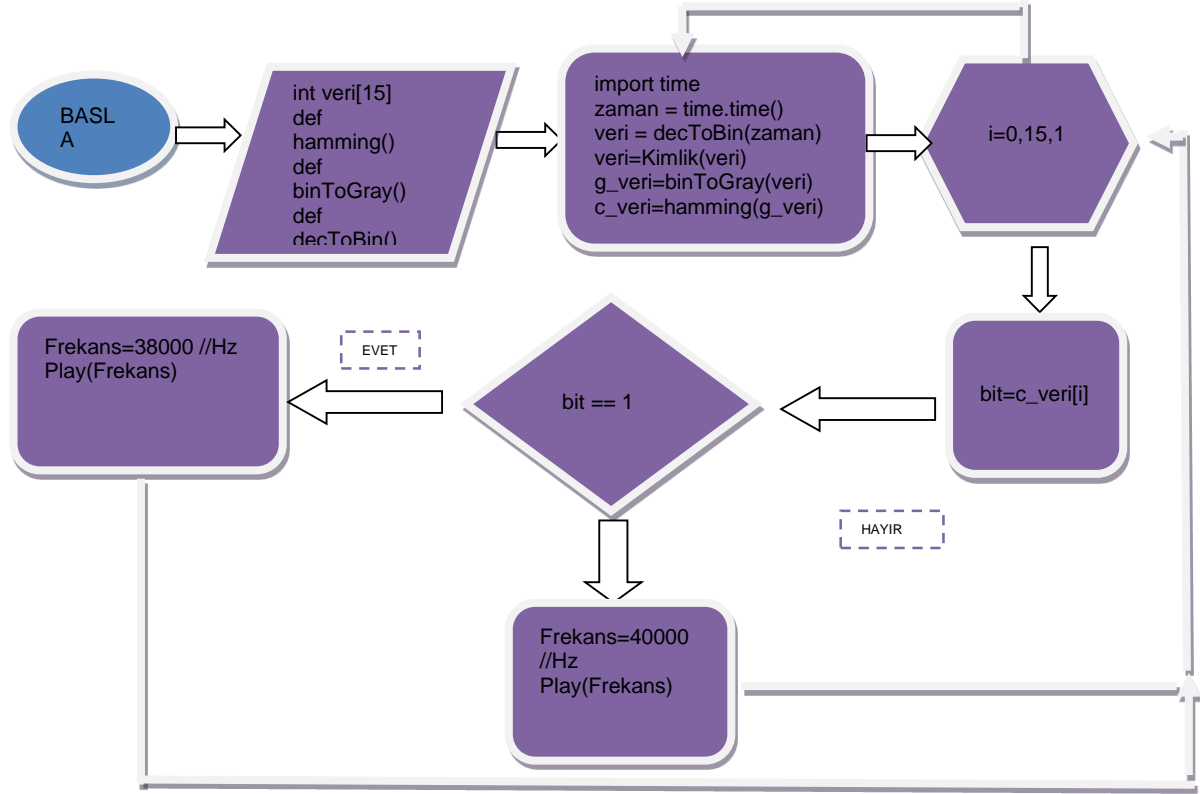 BASL
A
int veri[15]
def
hamming()
def
binToGray()
def
decToBin()
import time
zaman = time.time()
veri = decToBin(zaman)
veri=Kimlik(veri)
g_veri=binToGray(veri)
c_veri=hamming(g_veri)
i=0,15,1
bit=c_veri[i]
bit == 1
EVET
Frekans=38000 //Hz
Play(Frekans)
HAYIR
Frekans=40000
//Hz
Play(Frekans)